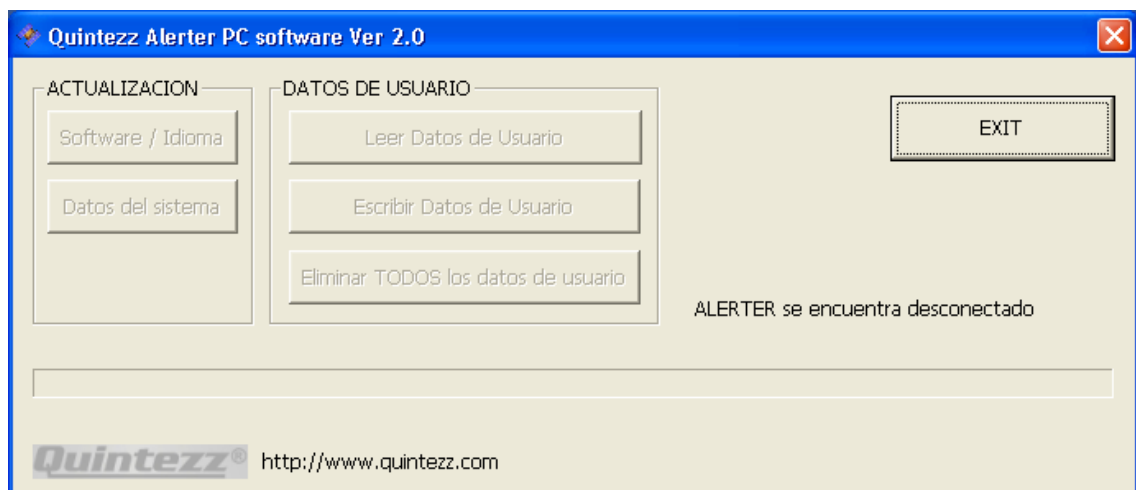 Quintezz Alerter PC software Ver 2.0
ACTUALIZACION
Software / Idioma
Datos del sistema
DATOS DE USUARIO
Leer Datos de Usuario
Escribir Datos de Usuario
Eliminar TODOS los datos de usuario
EXIT
ALERTER se encuentra desconectado
Quintezz®
http://www.quintezz.com